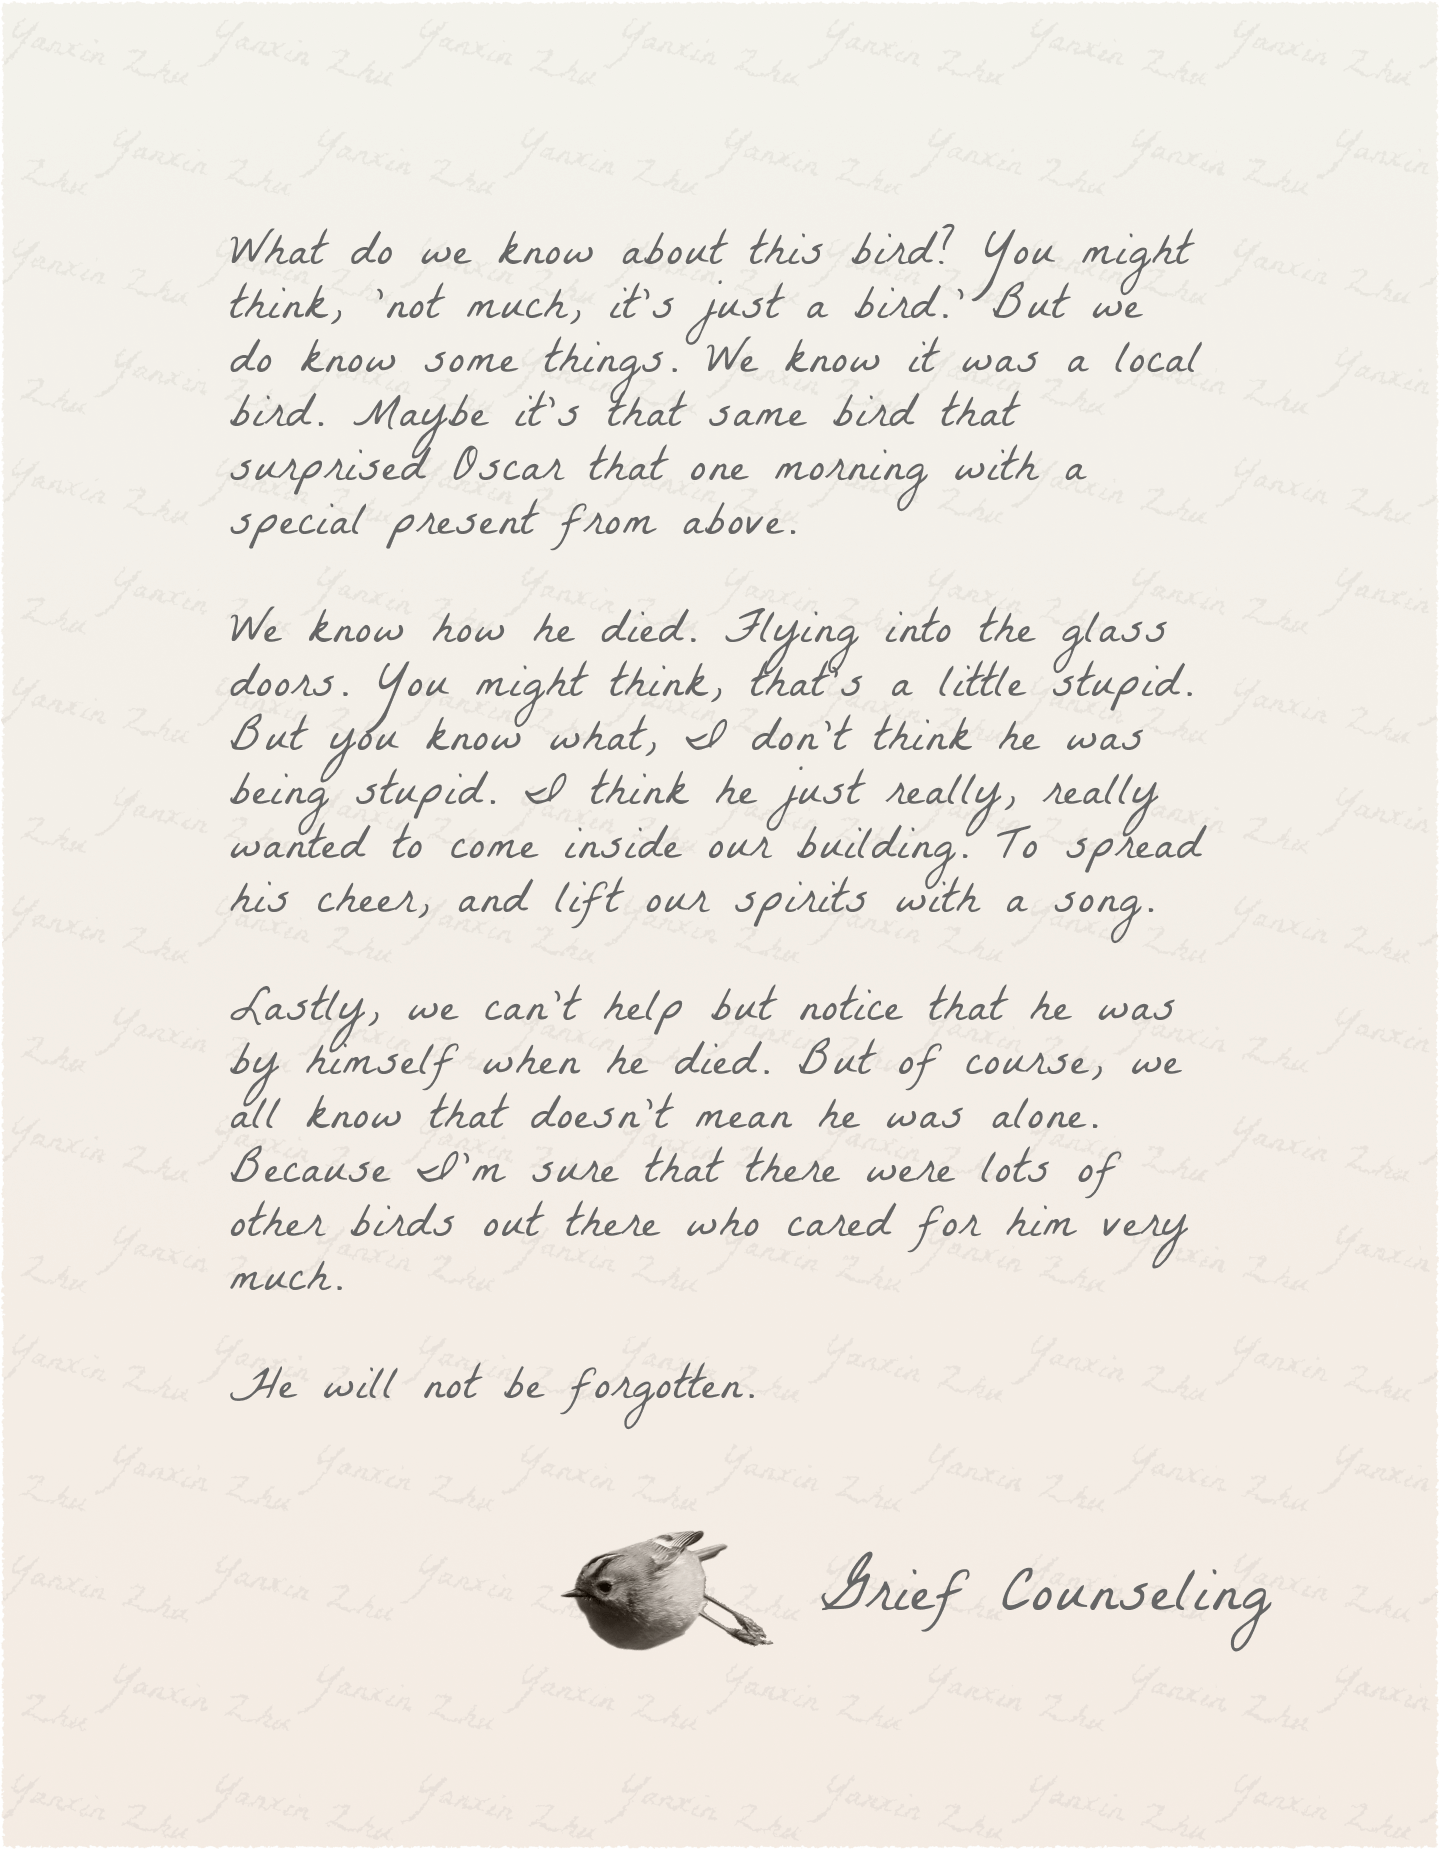 What do we know about this bird? You might
think, 'not much, it's just a bird.' But we
do know some things. We know it was a local
bird. Maybe it's that same bird that
surprised Oscar that one morning with a
special present from above.
We know how he died. Flying into the glass
doors. You might think, that's a little stupid.
But you know what, I don't think he was
being stupid. I think he just really, really
wanted to come inside our building. To spread
his cheer, and lift our spirits with a song.
Lastly, we can't help but notice that he was
by himself when he died. But of course, we
all know that doesn't mean he was alone.
Because I'm sure that there were lots of
other birds out there who cared for him very
much.
He will not be forgotten.
Grief Counseling
Yanxin Zhu